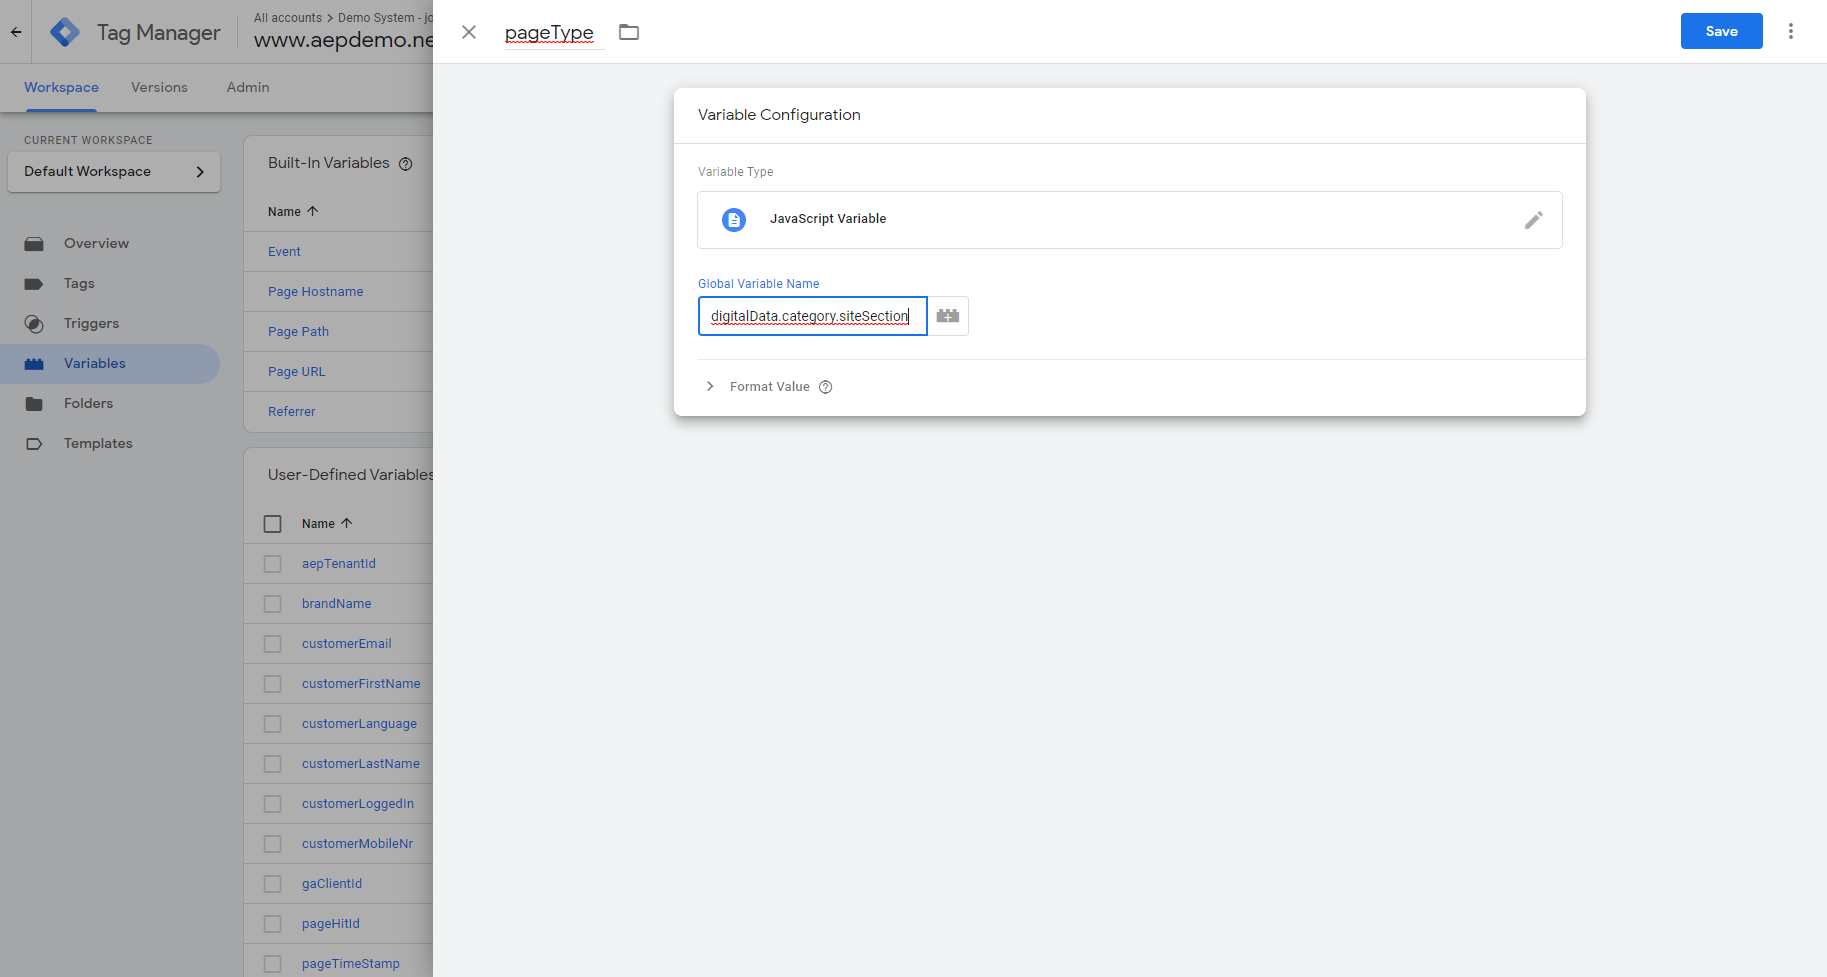 Tag Manager
All accounts > Demo System - jo
www.aepdemo.ne
pageType
Save
Workspace
Versions
Admin
CURRENT WORKSPACE
Default Workspace
Overview
Tags
Triggers
Variables
Folders
Templates
Built-In Variables
Name
Event
Page Hostname
Page Path
Page URL
Referrer
User-Defined Variables
Name
aepTenantId
brandName
customerEmail
customerFirstName
customerLanguage
customerLastName
customerLoggedIn
customerMobileNr
gaClientId
pageHitId
pageTimeStamp
Variable Configuration
Variable Type
JavaScript Variable
Global Variable Name
digitalData.category.siteSection
Format Value